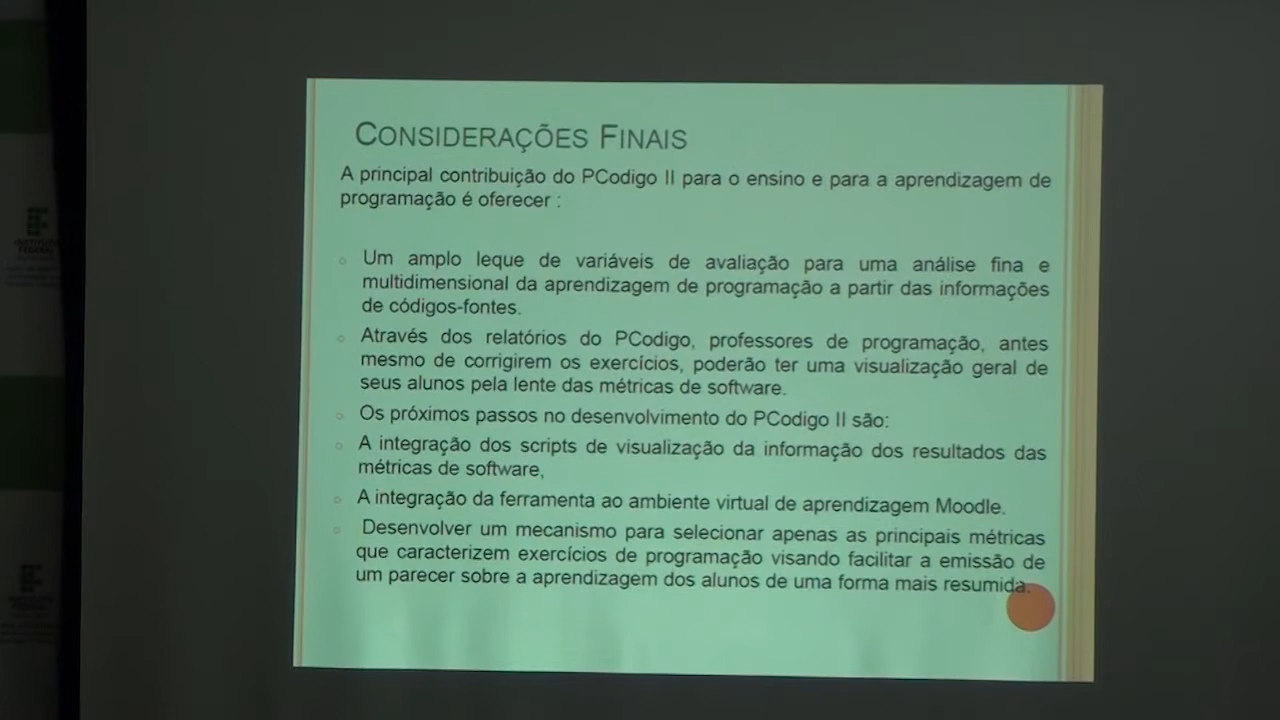 CONSIDERAÇÕES FINAIS
A principal contribuição do PCodigo II para o ensino e para a aprendizagem de
programação é oferecer :
Um amplo leque de variáveis de avaliação para uma análise fina e
multidimensional da aprendizagem de programação a partir das informações
de códigos-fontes.
Através dos relatórios do PCodigo, professores de programação, antes
mesmo de corrigirem os exercícios, poderão ter uma visualização geral de
seus alunos pela lente das métricas de software.
Os próximos passos no desenvolvimento do PCodigo II são:
A integração dos scripts de visualização da informação dos resultados das
métricas de software,
A integração da ferramenta ao ambiente virtual de aprendizagem Moodle.
Desenvolver um mecanismo para selecionar apenas as principais métricas
que caracterizem exercícios de programação visando facilitar a emissão de
um parecer sobre a aprendizagem dos alunos de uma forma mais resumida.
INSTITUTO
FEDERAL